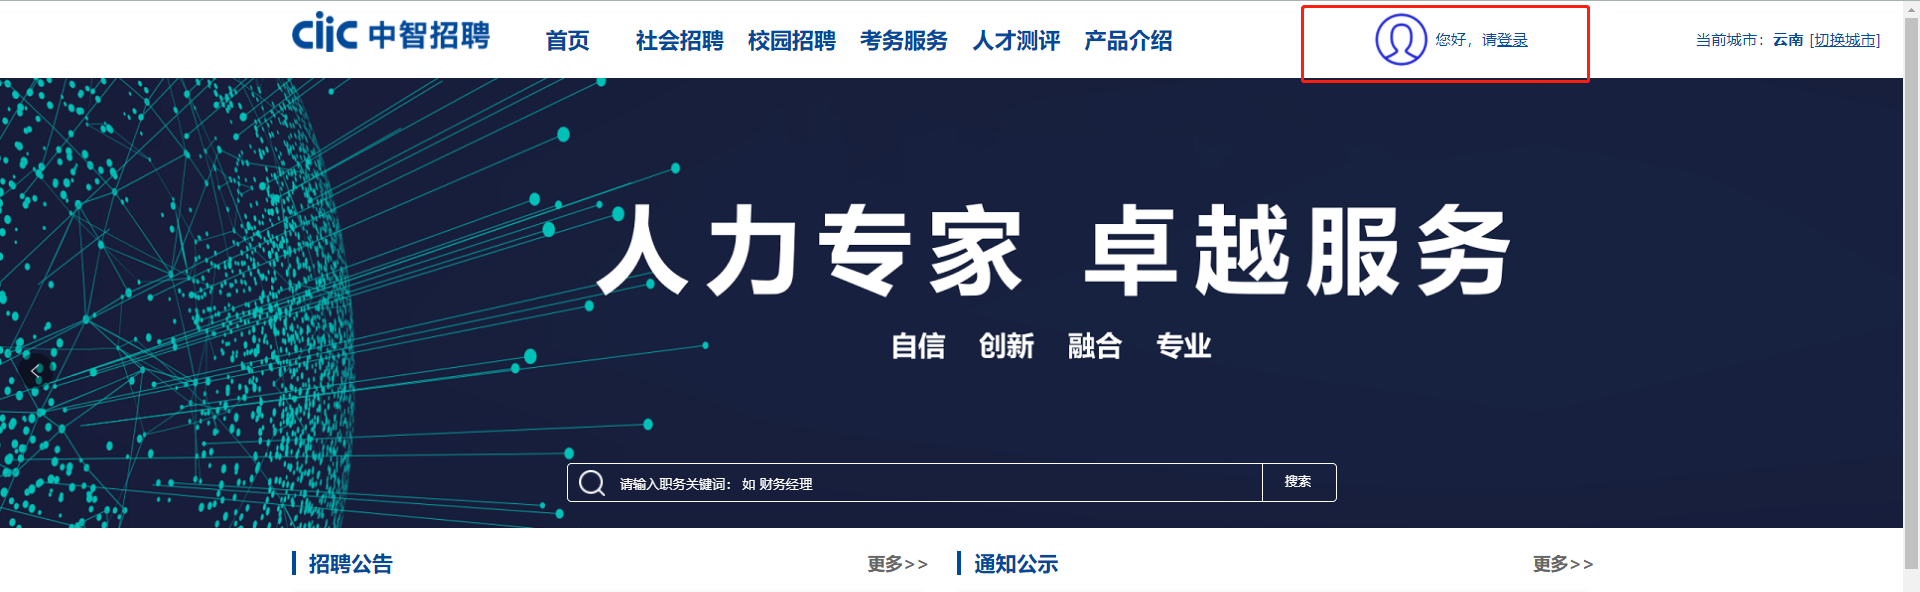 ciic 中智招聘 首页 社会招聘 校园招聘 考务服务 人才测评 产品介绍 您好，请登录 当前城市：云南 [切换城市]
人力专家 卓越服务
自信 创新 融合 专业
请输入职务关键词： 如 财务经理 搜索
招聘公告 更多>> 通知公示 更多>>